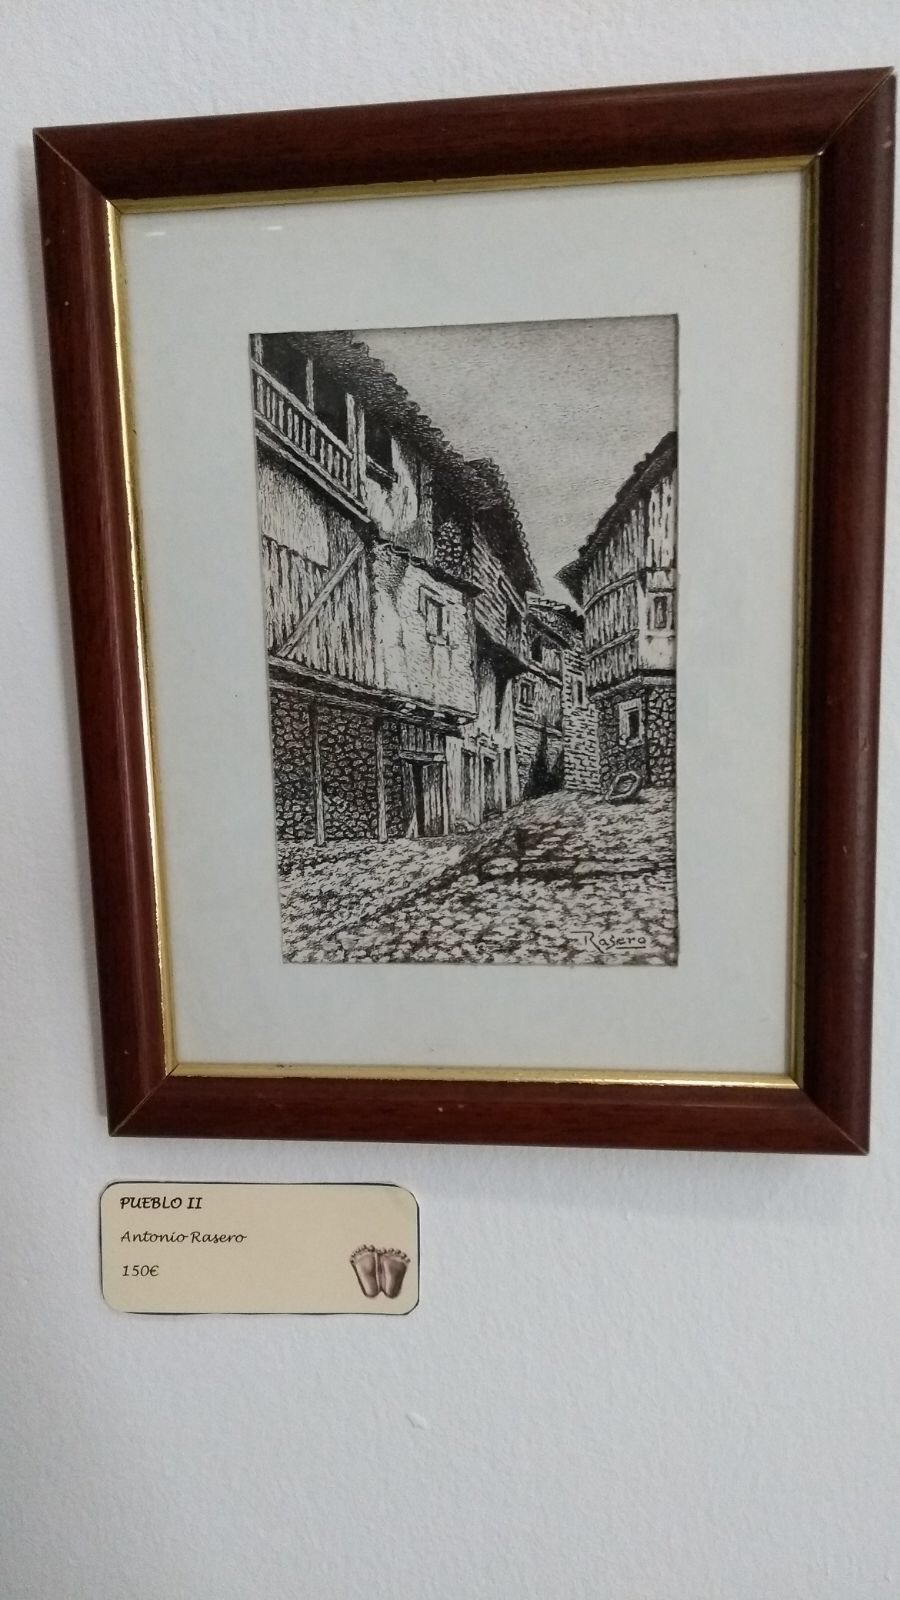 Rasero
PUEBLO II
Antonio Rasero
150€